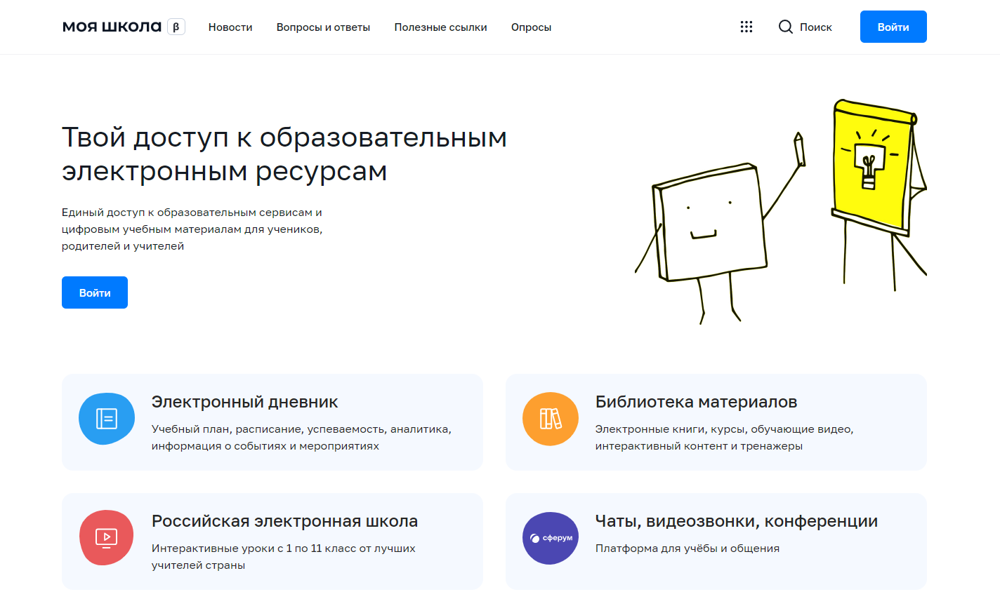 моя школа β
Новости
Вопросы и ответы
Полезные ссылки
Опросы
Поиск
Войти
Твой доступ к образовательным
электронным ресурсам
Единый доступ к образовательным сервисам и
цифровым учебным материалам для учеников,
родителей и учителей
Войти
Электронный дневник
Учебный план, расписание, успеваемость, аналитика,
информация о событиях и мероприятиях
Библиотека материалов
Электронные книги, курсы, обучающие видео,
интерактивный контент и тренажеры
Российская электронная школа
Интерактивные уроки с 1 по 11 класс от лучших
учителей страны
сферум
Чаты, видеозвонки, конференции
Платформа для учёбы и общения